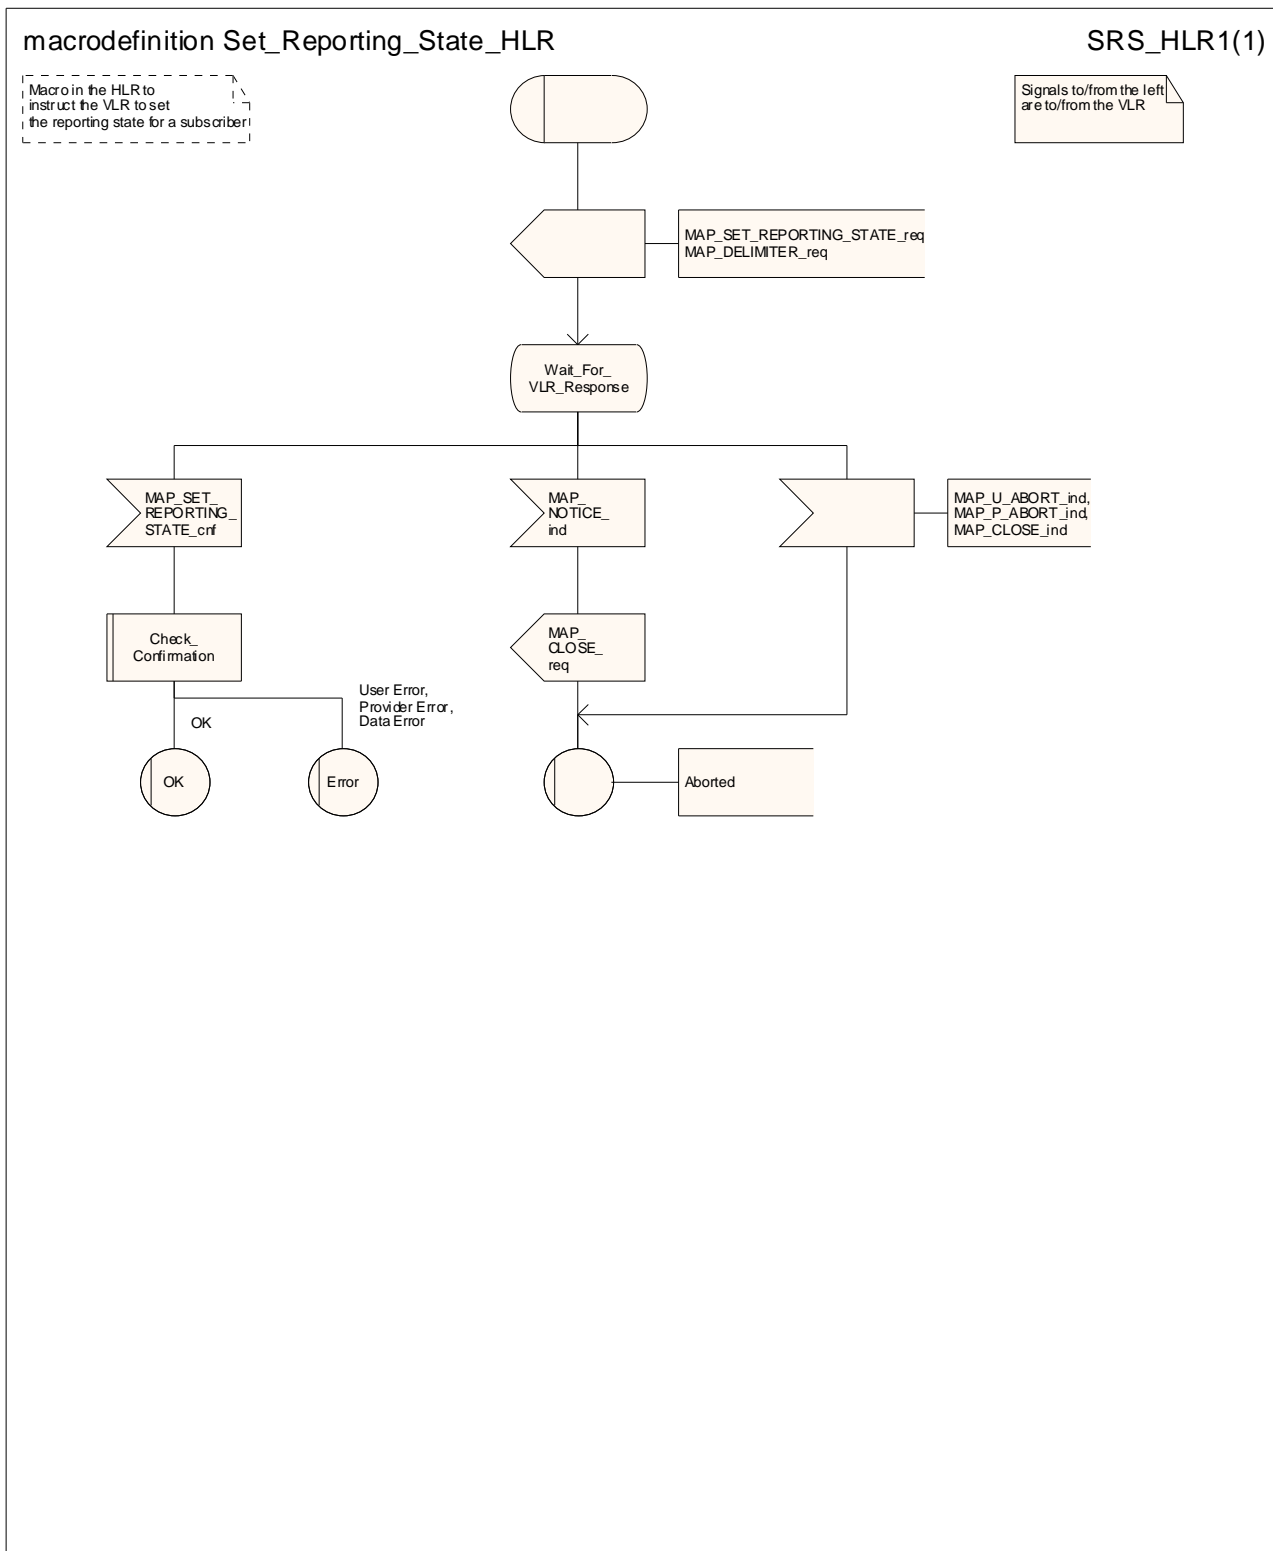 macrodefinition Set_Reporting_State_HLR
SRS_HLR1(1)
Macro in the HLR to
instruct the VLR to set
the reporting state for a subscriber
Signals to/from the left
are to/from the VLR
MAP_SET_REPORTING_STATE_req
MAP_DELIMITER_req
Wait_For_
VLR_Response
MAP_SET_
REPORTING_
STATE_cnf
MAP_
NOTICE_
ind
MAP_U_ABORT_ind,
MAP_P_ABORT_ind,
MAP_CLOSE_ind
Check_
Confirmation
MAP_
CLOSE_
req
User Error,
Provider Error,
Data Error
OK
OK
Error
Aborted